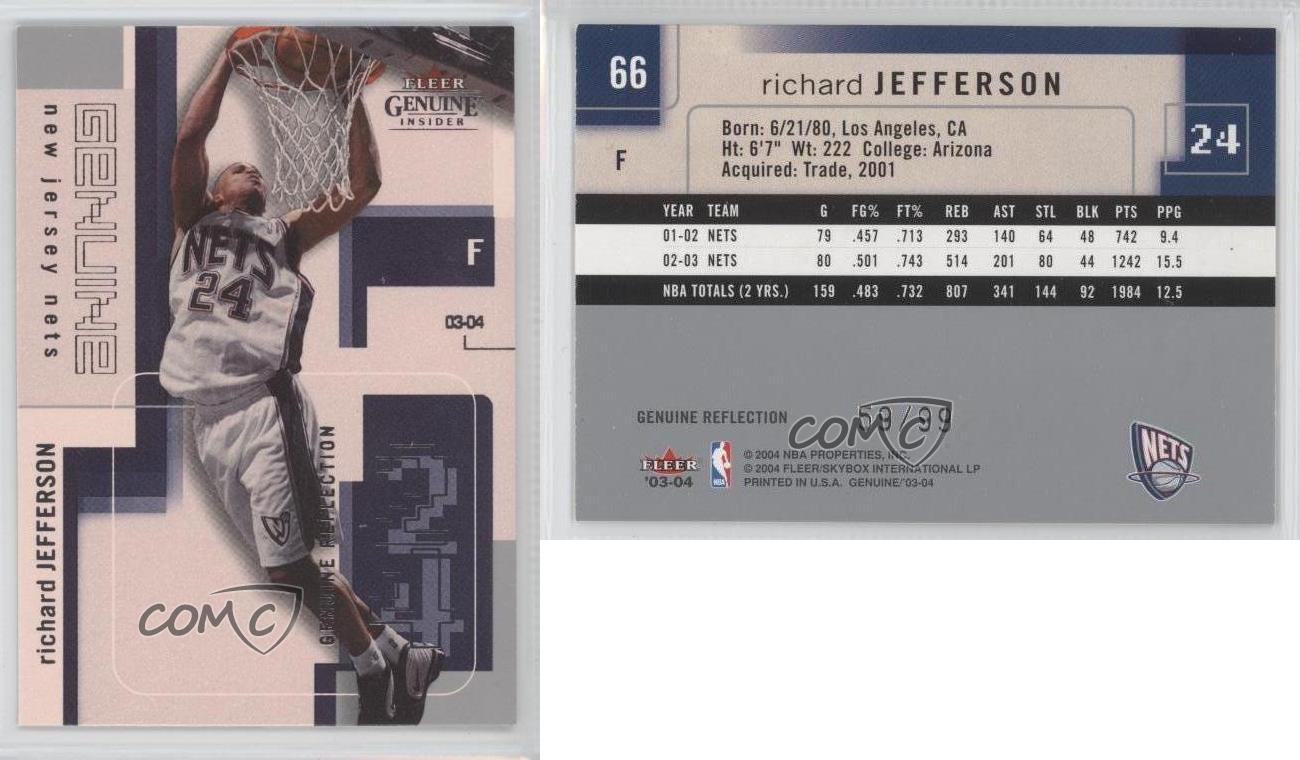 FLEER
GENUINE
INSIDER
GENUINE
new jersey nets
NETS
24
F
03-04
richard JEFFERSON
GENUINE REFLECTION
24
COMC
66
richard JEFFERSON
F
Born: 6/21/80, Los Angeles, CA
Ht: 6'7" Wt: 222 College: Arizona
Acquired: Trade, 2001
24
YEAR TEAM G FG% FT% REB AST STL BLK PTS PPG
01-02 NETS 79 .457 .713 293 140 64 48 742 9.4
02-03 NETS 80 .501 .743 514 201 80 44 1242 15.5
NBA TOTALS (2 YRS.) 159 .483 .732 807 341 144 92 1984 12.5
GENUINE REFLECTION 59/99
COMC
FLEER
'03-04
NBA
© 2004 NBA PROPERTIES, INC.
© 2004 FLEER/SKYBOX INTERNATIONAL LP
PRINTED IN U.S.A. GENUINE/'03-04
NETS